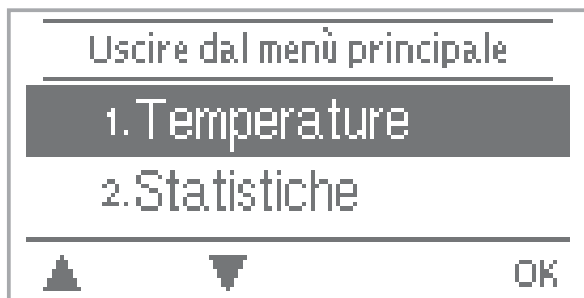 Uscire dal menù principale
1. Temperature
2. Statistiche
▲ ▼ OK